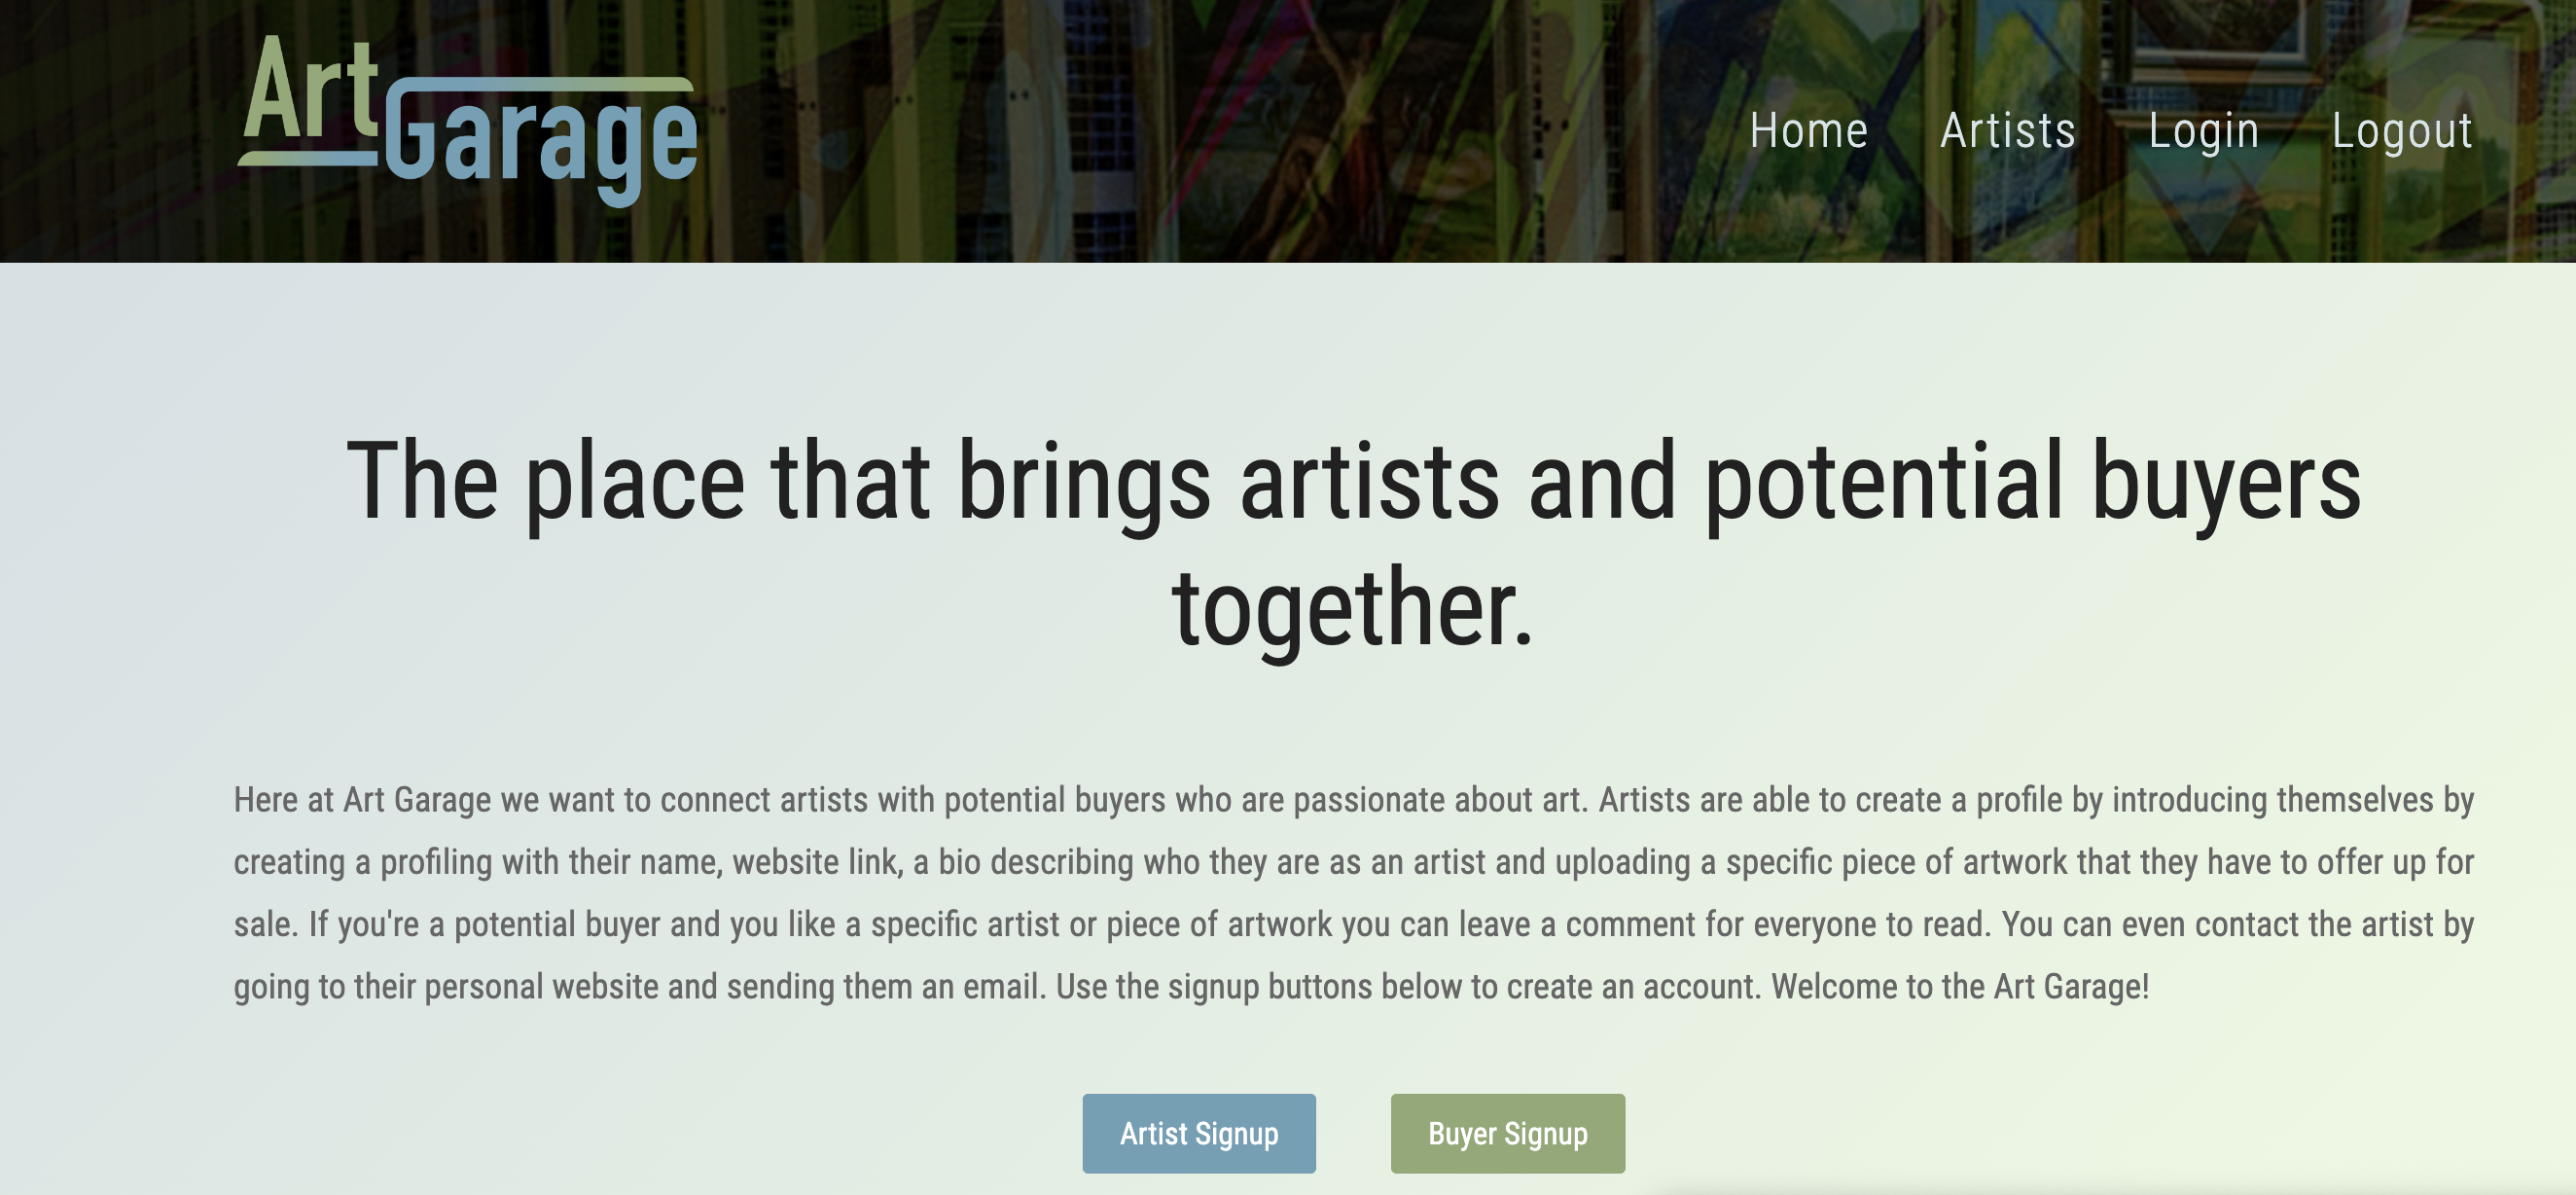 Art
Garage
Home Artists Login Logout
The place that brings artists and potential buyers
together.
Here at Art Garage we want to connect artists with potential buyers who are passionate about art. Artists are able to create a profile by introducing themselves by
creating a profiling with their name, website link, a bio describing who they are as an artist and uploading a specific piece of artwork that they have to offer up for
sale. If you're a potential buyer and you like a specific artist or piece of artwork you can leave a comment for everyone to read. You can even contact the artist by
going to their personal website and sending them an email. Use the signup buttons below to create an account. Welcome to the Art Garage!
Artist Signup Buyer Signup